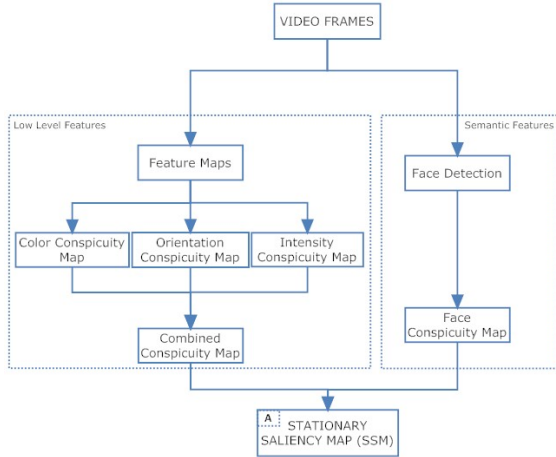 VIDEO FRAMES
Low Level Features
Semantic Features
Feature Maps
Face Detection
Color Conspicuity
Map
Orientation
Conspicuity Map
Intensity
Conspicuity Map
Combined
Conspicuity Map
Face
Conspicuity Map
A
STATIONARY
SALIENCY MAP (SSM)